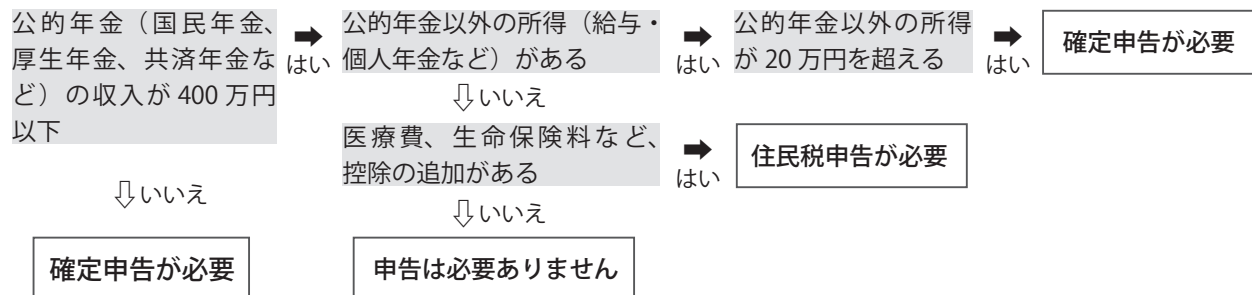 公的年金（国民年金、
厚生年金、共済年金な
ど）の収入が 400 万円
以下
はい
公的年金以外の所得（給与・
個人年金など）がある
はい
公的年金以外の所得
が 20 万円を超える
はい
確定申告が必要
いいえ
医療費、生命保険料など、
控除の追加がある
はい
住民税申告が必要
いいえ
いいえ
確定申告が必要
申告は必要ありません